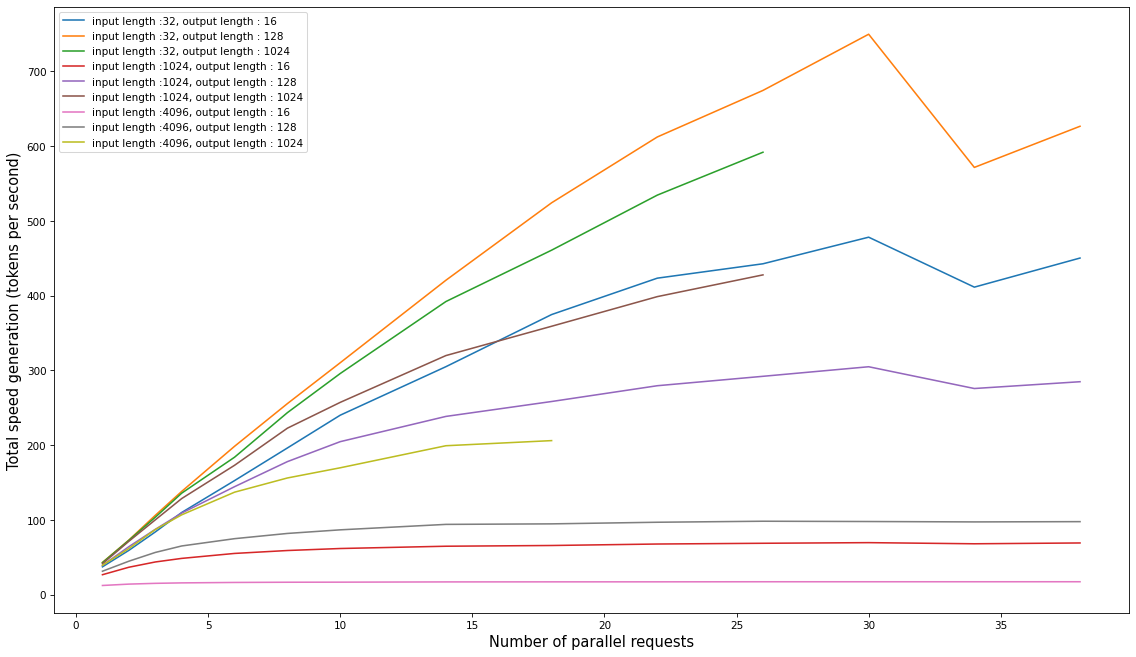 input length :32, output length : 16
input length :32, output length : 128
input length :32, output length : 1024
input length :1024, output length : 16
input length :1024, output length : 128
input length :1024, output length : 1024
input length :4096, output length : 16
input length :4096, output length : 128
input length :4096, output length : 1024
Total speed generation (tokens per second)
700
600
500
400
300
200
100
0
0 5 10 15 20 25 30 35
Number of parallel requests